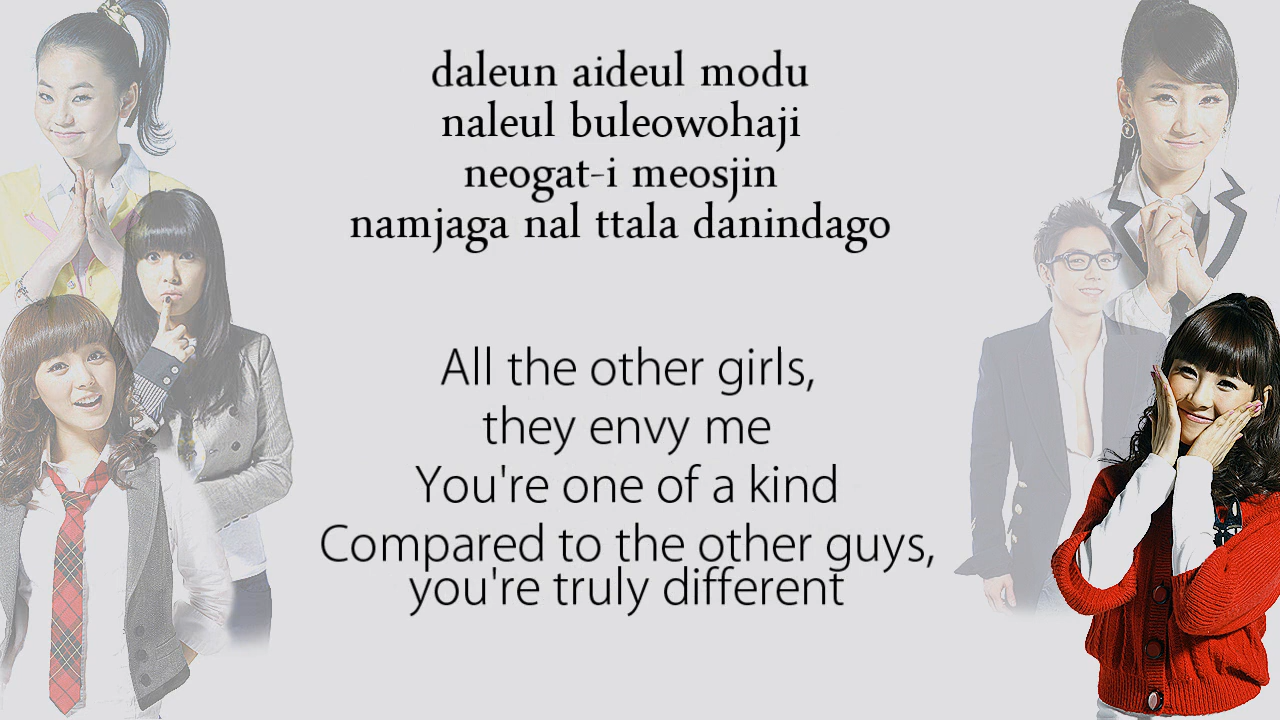 daleun aideul modu
naleul buleowohaji
neogat-i meosjin
namjaga nal ttala danindago
All the other girls,
they envy me
You're one of a kind
Compared to the other guys,
you're truly different